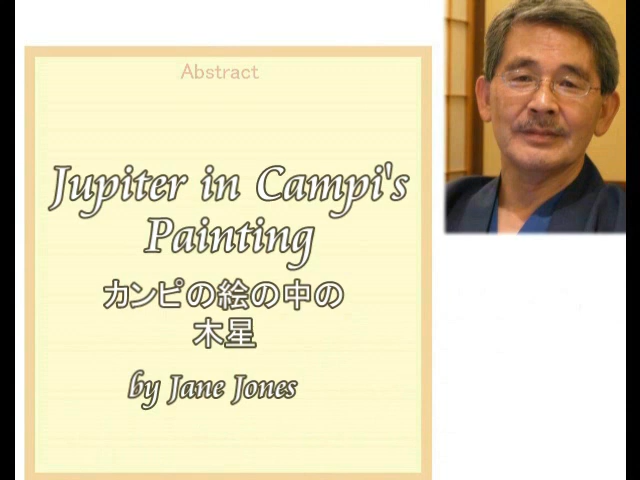 Abstract
Jupiter in Campi's
Painting
カンピの絵の中の
木星
by Jane Jones